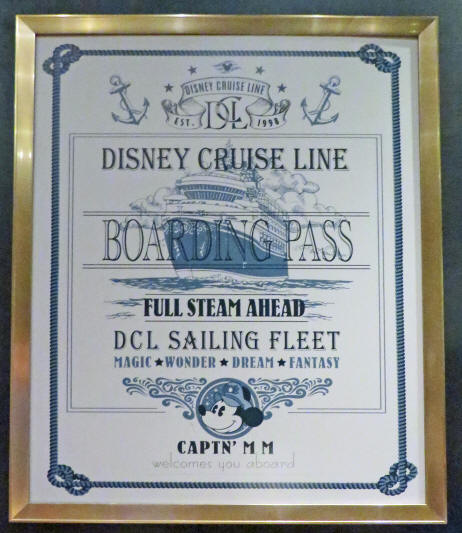 DISNEY CRUISE LINE
DCL
EST. 1998
DISNEY CRUISE LINE
BOARDING PASS
FULL STEAM AHEAD
DCL SAILING FLEET
MAGIC ★ WONDER ★ DREAM ★ FANTASY
CAPTN' M M
welcomes you aboard